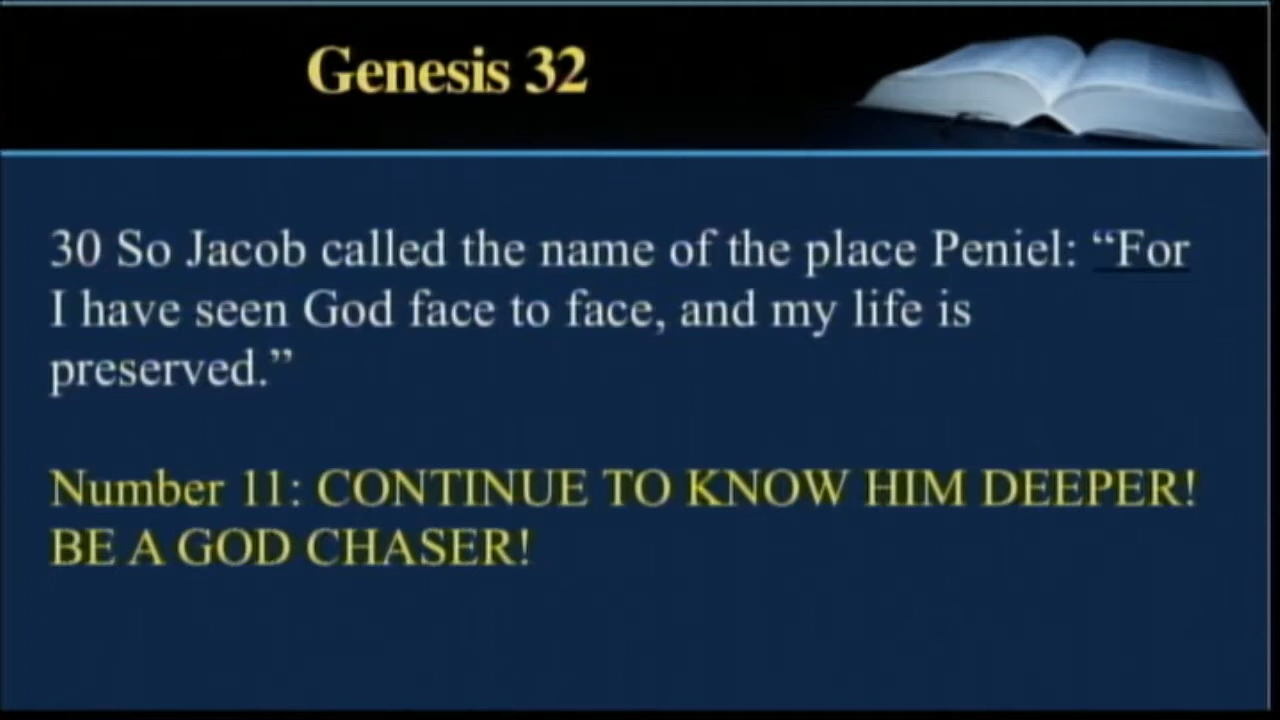 Genesis 32
30 So Jacob called the name of the place Peniel: “For
I have seen God face to face, and my life is
preserved.”
Number 11: CONTINUE TO KNOW HIM DEEPER!
BE A GOD CHASER!